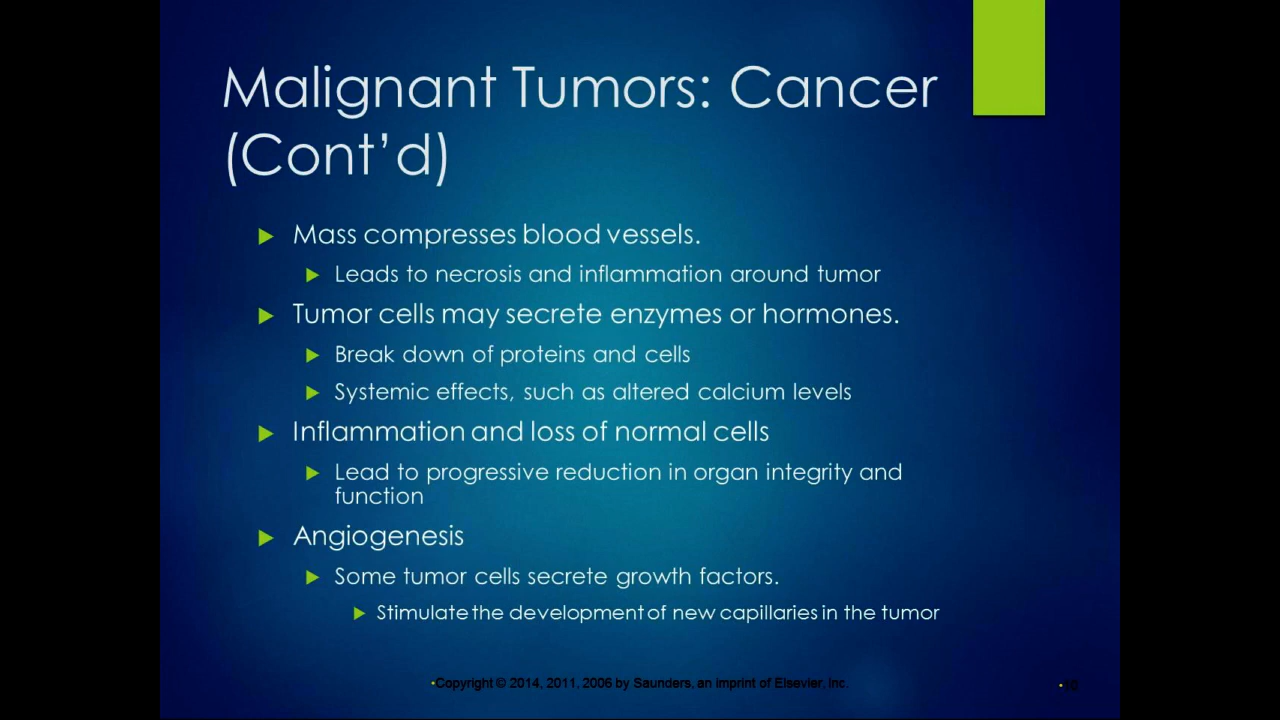 Malignant Tumors: Cancer
(Cont’d)
Mass compresses blood vessels.
Leads to necrosis and inflammation around tumor
Tumor cells may secrete enzymes or hormones.
Break down of proteins and cells
Systemic effects, such as altered calcium levels
Inflammation and loss of normal cells
Lead to progressive reduction in organ integrity and
function
Angiogenesis
Some tumor cells secrete growth factors.
Stimulate the development of new capillaries in the tumor
•Copyright © 2014, 2011, 2006 by Saunders, an imprint of Elsevier, Inc.
•10